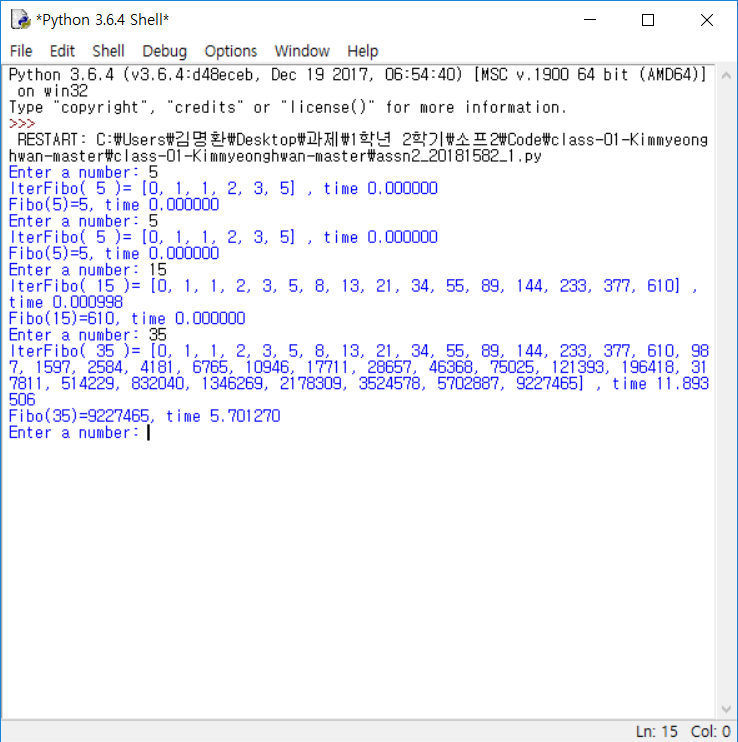 *Python 3.6.4 Shell*
File Edit Shell Debug Options Window Help
Python 3.6.4 (v3.6.4:d48eceb, Dec 19 2017, 06:54:40) [MSC v.1900 64 bit (AMD64)]
 on win32
Type "copyright", "credits" or "license()" for more information.
>>>
 RESTART: C:₩Users₩김명환₩Desktop₩과제₩1학년 2학기₩소프2₩Code₩class-01-Kimmyeong
hwan-master₩class-01-Kimmyeonghwan-master₩assn2_20181582_1.py
Enter a number: 5
IterFibo( 5 )= [0, 1, 1, 2, 3, 5] , time 0.000000
Fibo(5)=5, time 0.000000
Enter a number: 5
IterFibo( 5 )= [0, 1, 1, 2, 3, 5] , time 0.000000
Fibo(5)=5, time 0.000000
Enter a number: 15
IterFibo( 15 )= [0, 1, 1, 2, 3, 5, 8, 13, 21, 34, 55, 89, 144, 233, 377, 610] ,
time 0.000998
Fibo(15)=610, time 0.000000
Enter a number: 35
IterFibo( 35 )= [0, 1, 1, 2, 3, 5, 8, 13, 21, 34, 55, 89, 144, 233, 377, 610, 98
7, 1597, 2584, 4181, 6765, 10946, 17711, 28657, 46368, 75025, 121393, 196418, 31
7811, 514229, 832040, 1346269, 2178309, 3524578, 5702887, 9227465] , time 11.893
506
Fibo(35)=9227465, time 5.701270
Enter a number:
Ln: 15 Col: 0